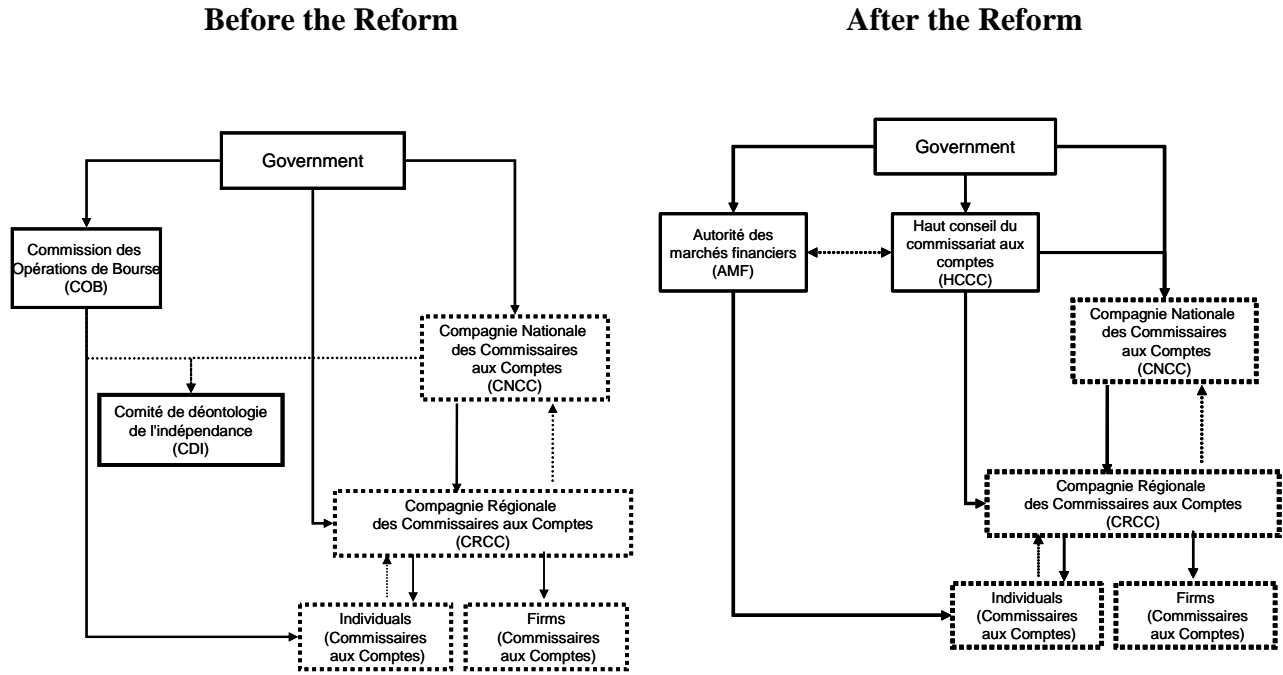 Before the Reform
Government
Commission des
Opérations de Bourse
(COB)
Compagnie Nationale
des Commissaires
aux Comptes
(CNCC)
Comité de déontologie
de l'indépendance
(CDI)
Compagnie Régionale
des Commissaires aux Comptes
(CRCC)
Individuals
(Commissaires
aux Comptes)
Firms
(Commissaires
aux Comptes)
After the Reform
Government
Autorité des
marchés financiers
(AMF)
Haut conseil du
commissariat aux
comptes
(HCCC)
Compagnie Nationale
des Commissaires
aux Comptes
(CNCC)
Compagnie Régionale
des Commissaires aux Comptes
(CRCC)
Individuals
(Commissaires
aux Comptes)
Firms
(Commissaires
aux Comptes)